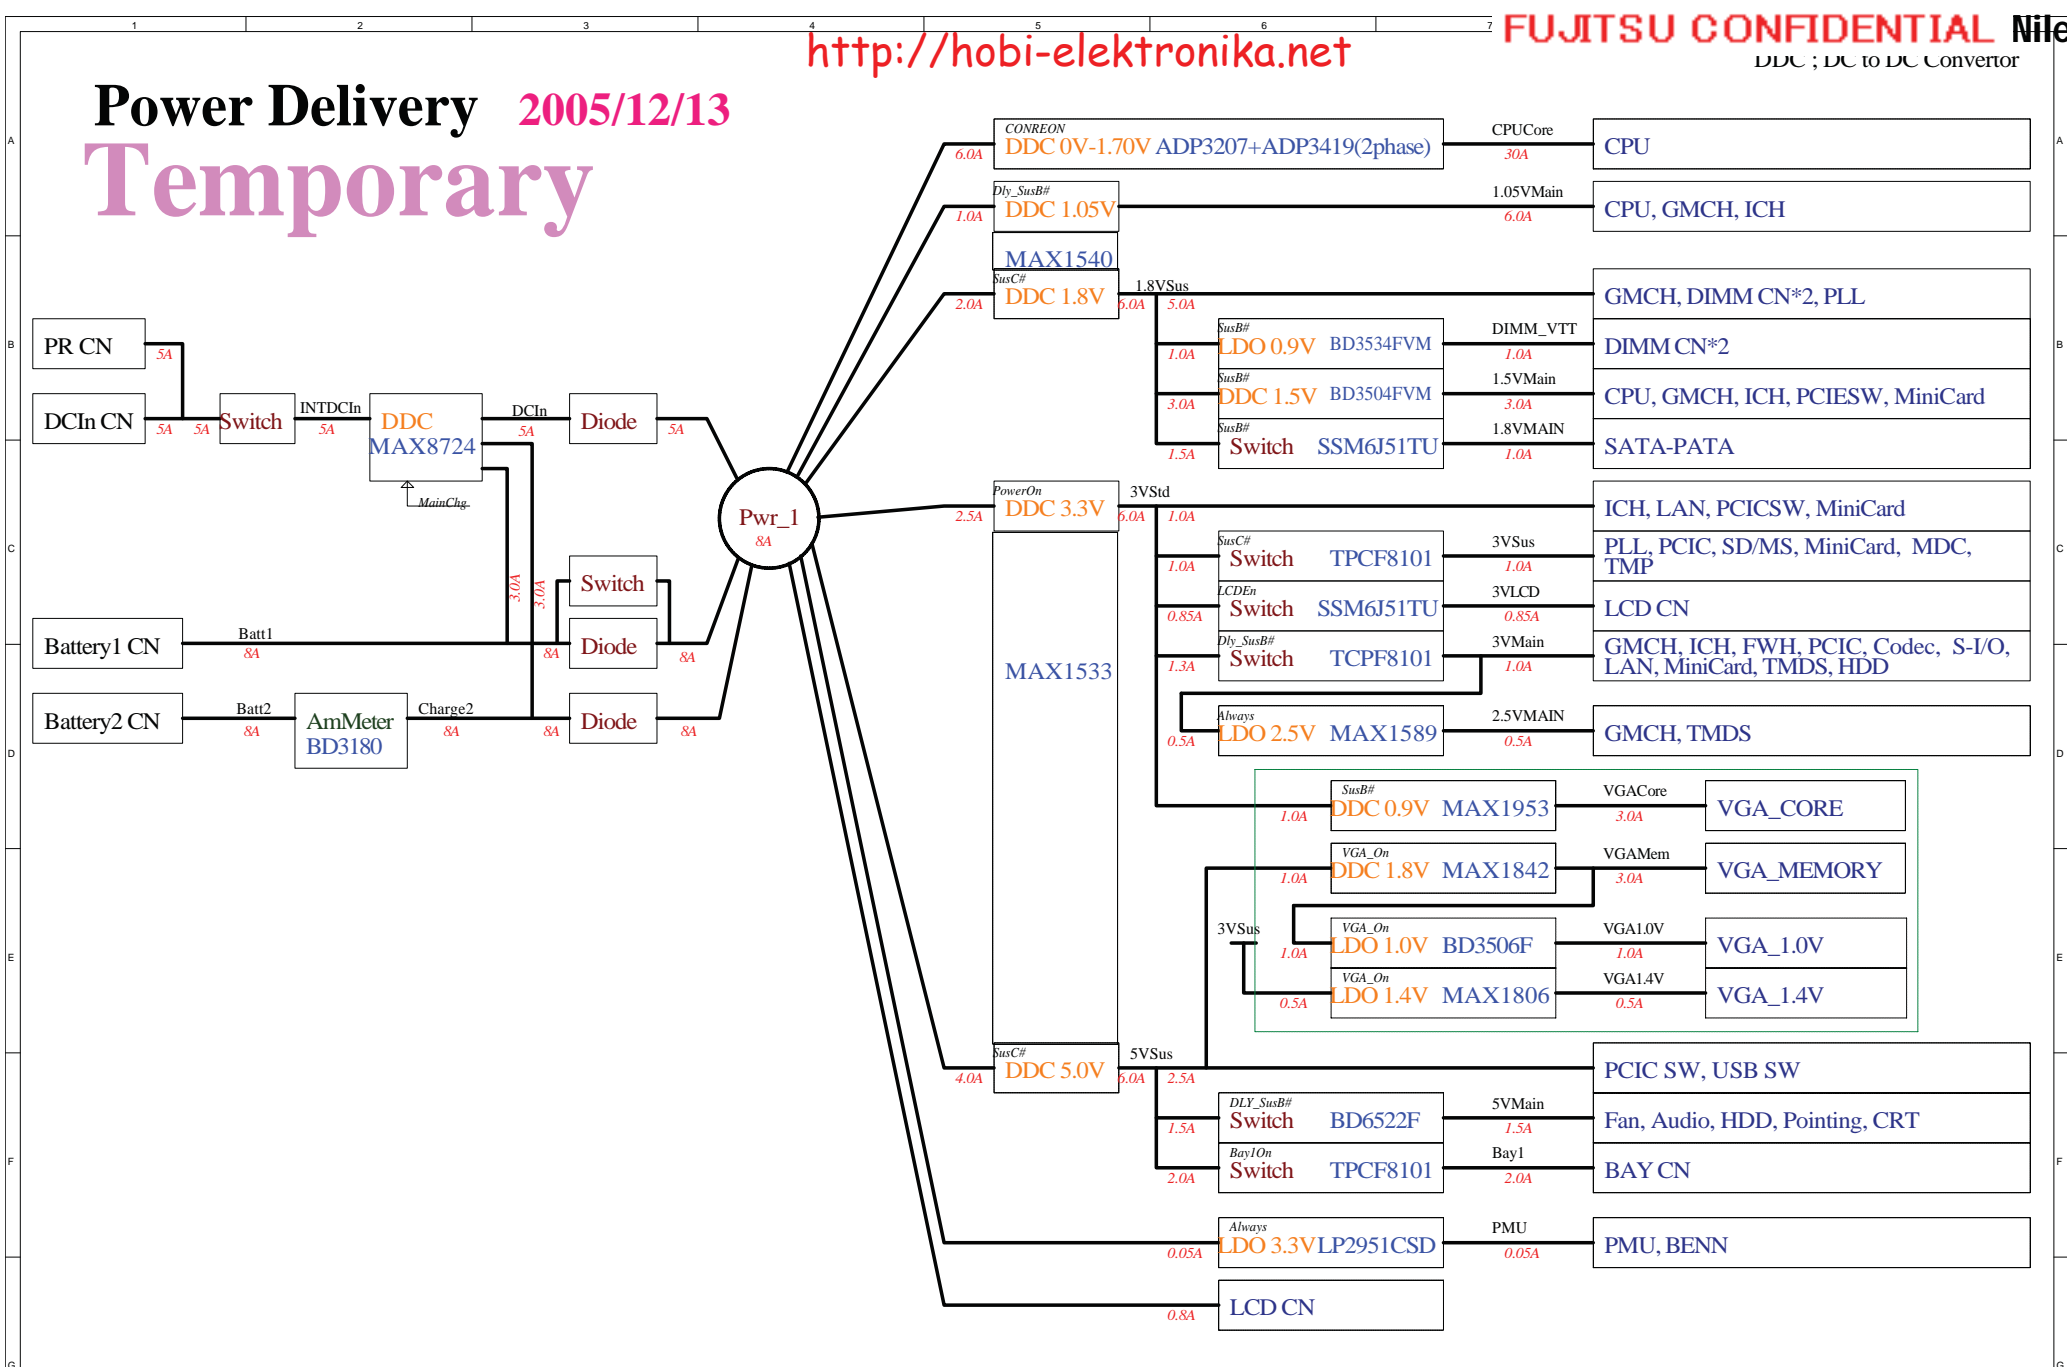 1 2 3 4 5 6 7
FUJITSU CONFIDENTIAL Nile
http://hobi-elektronika.net
DDC ; DC to DC Convertor
Power Delivery 2005/12/13
Temporary
A A
B B
C C
D D
E E
F F
G G
PR CN
5A
DCIn CN
5A 5A
Switch
INTDCIn
5A
DDC
MAX8724
MainChg
DCIn
5A
Diode
5A
3.0A
3.0A
Switch
Battery1 CN
Batt1
8A
8A
Diode
8A
Battery2 CN
Batt2
8A
AmMeter
BD3180
Charge2
8A
8A
Diode
8A
Pwr_1
8A
6.0A
CONREON
DDC 0V-1.70V ADP3207+ADP3419(2phase)
CPUCore
30A
CPU
1.0A
Dly_SusB#
DDC 1.05V
1.05VMain
6.0A
CPU, GMCH, ICH
MAX1540
2.0A
SusC#
DDC 1.8V
6.0A
1.8VSus
5.0A
GMCH, DIMM CN*2, PLL
1.0A
SusB#
LDO 0.9V BD3534FVM
DIMM_VTT
1.0A
DIMM CN*2
3.0A
SusB#
DDC 1.5V BD3504FVM
1.5VMain
3.0A
CPU, GMCH, ICH, PCIESW, MiniCard
1.5A
SusB#
Switch SSM6J51TU
1.8VMAIN
1.0A
SATA-PATA
2.5A
PowerOn
DDC 3.3V
6.0A
3VStd
1.0A
ICH, LAN, PCICSW, MiniCard
1.0A
SusC#
Switch TPCF8101
3VSus
1.0A
PLL, PCIC, SD/MS, MiniCard, MDC,
TMP
0.85A
LCDEn
Switch SSM6J51TU
3VLCD
0.85A
LCD CN
1.3A
Dly_SusB#
Switch TCPF8101
3VMain
1.0A
GMCH, ICH, FWH, PCIC, Codec, S-I/O,
LAN, MiniCard, TMDS, HDD
MAX1533
0.5A
Always
LDO 2.5V MAX1589
2.5VMAIN
0.5A
GMCH, TMDS
1.0A
SusB#
DDC 0.9V MAX1953
VGACore
3.0A
VGA_CORE
1.0A
VGA_On
DDC 1.8V MAX1842
VGAMem
3.0A
VGA_MEMORY
3VSus
1.0A
VGA_On
LDO 1.0V BD3506F
VGA1.0V
1.0A
VGA_1.0V
0.5A
VGA_On
LDO 1.4V MAX1806
VGA1.4V
0.5A
VGA_1.4V
4.0A
SusC#
DDC 5.0V
6.0A
5VSus
2.5A
PCIC SW, USB SW
1.5A
DLY_SusB#
Switch BD6522F
5VMain
1.5A
Fan, Audio, HDD, Pointing, CRT
2.0A
Bay1On
Switch TPCF8101
Bay1
2.0A
BAY CN
0.05A
Always
LDO 3.3V LP2951CSD
PMU
0.05A
PMU, BENN
0.8A
LCD CN